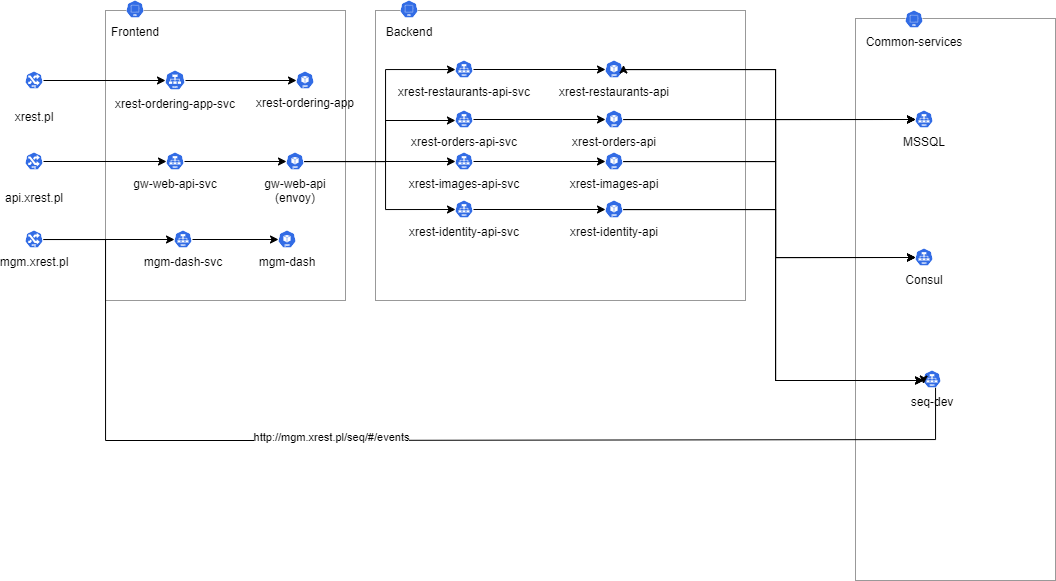 Frontend
Backend
Common-services
xrest.pl
xrest-ordering-app-svc
xrest-ordering-app
xrest-restaurants-api-svc
xrest-restaurants-api
xrest-orders-api-svc
xrest-orders-api
MSSQL
api.xrest.pl
gw-web-api-svc
gw-web-api
(envoy)
xrest-images-api-svc
xrest-images-api
xrest-identity-api-svc
xrest-identity-api
mgm.xrest.pl
mgm-dash-svc
mgm-dash
Consul
seq-dev
http://mgm.xrest.pl/seq/#/events